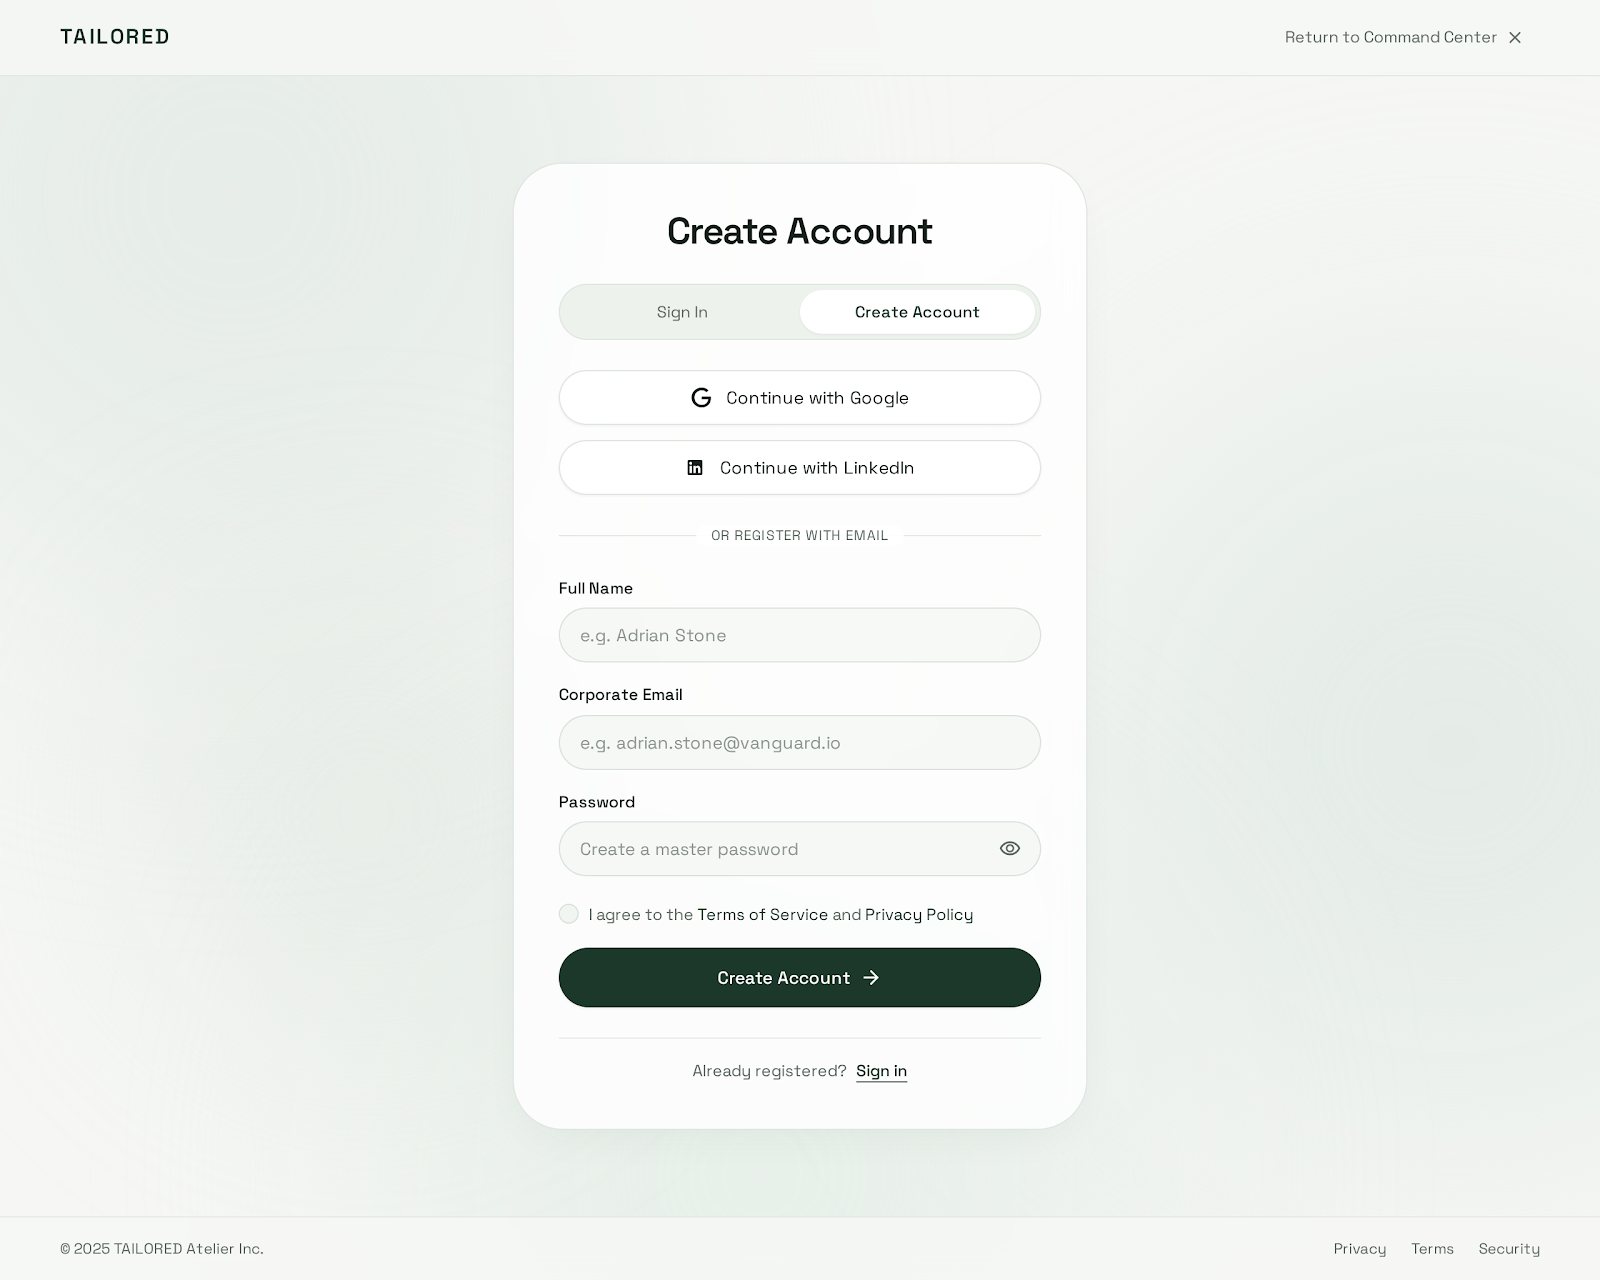 TAILORED
Return to Command Center
Create Account
Sign In
Create Account
Continue with Google
Continue with LinkedIn
OR REGISTER WITH EMAIL
Full Name
e.g. Adrian Stone
Corporate Email
e.g. adrian.stone@vanguard.io
Password
Create a master password
I agree to the Terms of Service and Privacy Policy
Create Account
Already registered? Sign in
© 2025 TAILORED Atelier Inc.
Privacy Terms Security